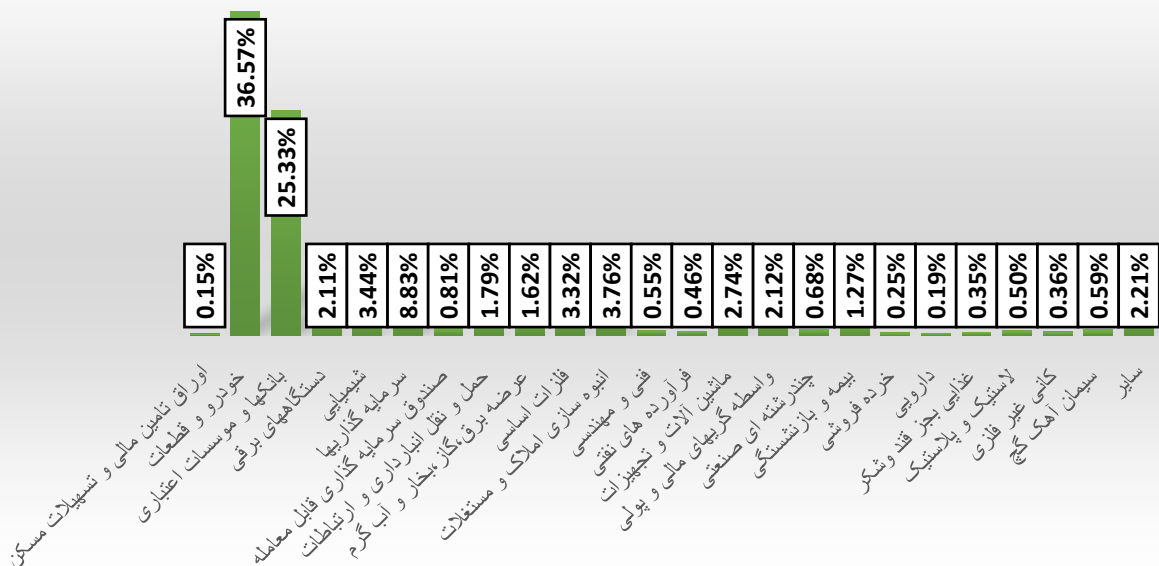 36.57%
25.33%
0.15%
2.11%
3.44%
8.83%
0.81%
1.79%
1.62%
3.32%
3.76%
0.55%
0.46%
2.74%
2.12%
0.68%
1.27%
0.25%
0.19%
0.35%
0.50%
0.36%
0.59%
2.21%
اوراق تامین مالی و تسهیلات مسکن
خودرو و قطعات
بانکها و موسسات اعتباری
دستگاههای برقی
شیمیایی
سرمایه گذاریها
صندوق سرمایه گذاری قابل معامله
حمل و نقل انبارداری و ارتباطات
عرضه برق،گاز،بخار و آب گرم
فلزات اساسی
انبوه سازی املاک و مستغلات
فنی و مهندسی
فرآورده های نفتی
ماشین آلات و تجهیزات
واسطه گریهای مالی و پولی
چندرشته ای صنعتی
بیمه و بازنشستگی
خرده فروشی
دارویی
غذایی بجز قند وشکر
لاستیک و پلاستیک
کانی غیر فلزی
سیمان اهک گچ
سایر